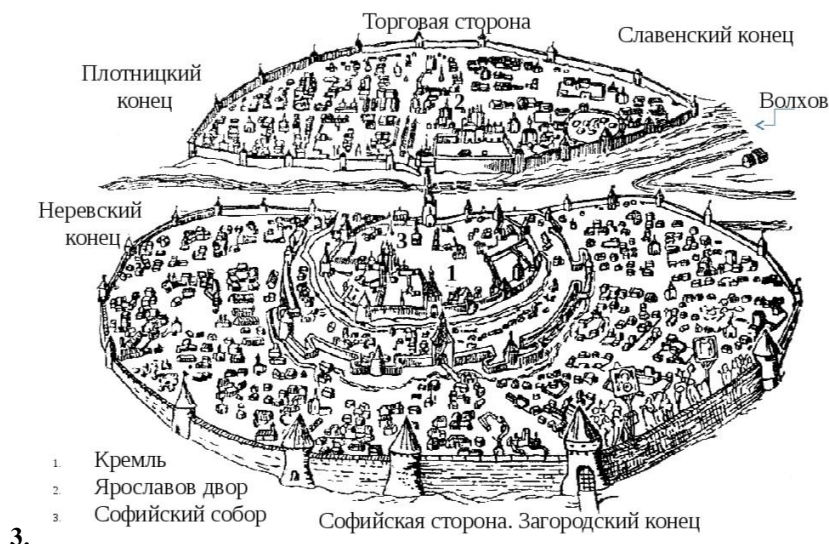 Торговая сторона
Славенский конец
Плотницкий
конец
2
Волхов
Неревский
конец
3
1
1. Кремль
2. Ярославов двор
3. Софийский собор
Софийская сторона. Загородский конец
3.